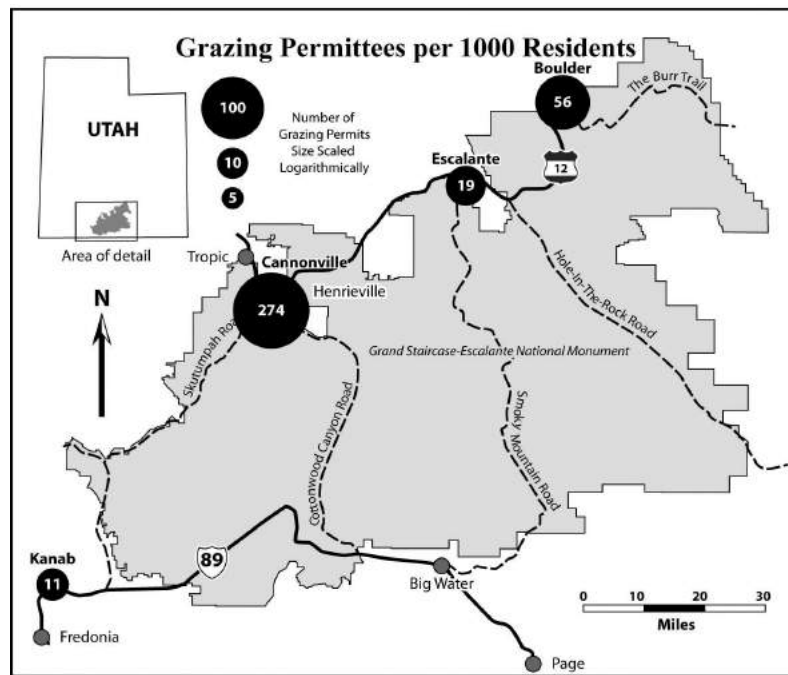 Grazing Permittees per 1000 Residents
UTAH
Area of detail
100
10
5
Number of
Grazing Permits
Size Scaled
Logarithmically
Boulder
56
The Burr Trail
12
Escalante
19
Tropic
Cannonville
274
Henrieville
Hole-In-The-Rock Road
N
Skutumpah Road
Grand Staircase-Escalante National Monument
Cottonwood Canyon Road
Smoky Mountain Road
89
Kanab
11
Fredonia
Big Water
Page
0 10 20 30
Miles